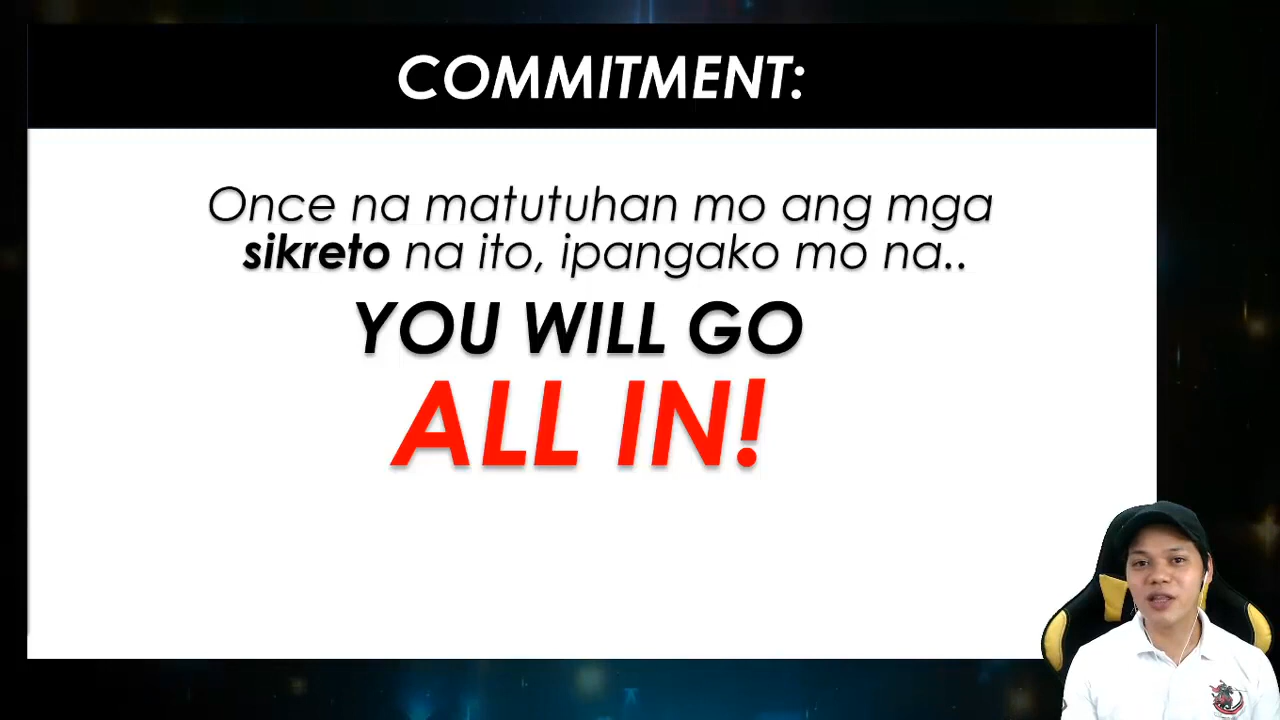 COMMITMENT:
Once na matutuhan mo ang mga
sikreto na ito, ipangako mo na..
YOU WILL GO
ALL IN!